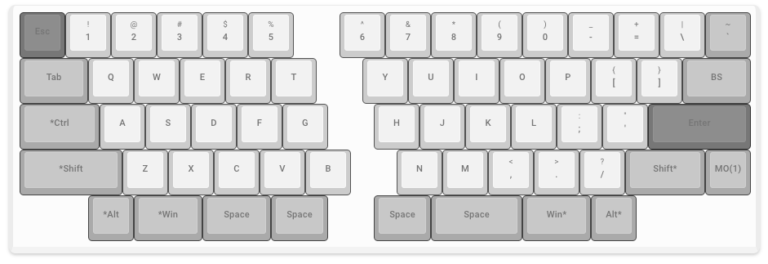 Esc ! 1 @ 2 # 3 $ 4 % 5 ^ 6 & 7 * 8 ( 9 ) 0 _ - + = | \ ~ `
Tab Q W E R T Y U I O P { [ } ] BS
*Ctrl A S D F G H J K L : ; " ' Enter
*Shift Z X C V B N M < , > . ? / Shift* MO(1)
*Alt *Win Space Space Space Space Win* Alt*